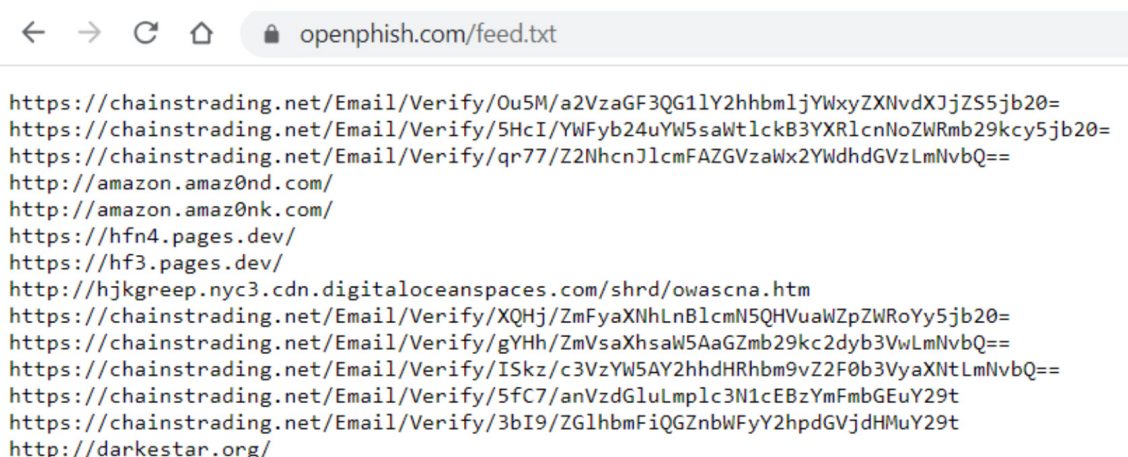 openphish.com/feed.txt
https://chainstrading.net/Email/Verify/Ou5M/a2VzaGF3QG1lY2hhbmljYWxyZXNvdXJjZS5jb20=
https://chainstrading.net/Email/Verify/5HcI/YWFyb24uYW5saWtlckB3YXRlcnNoZWRmb29kcy5jb20=
https://chainstrading.net/Email/Verify/qr77/Z2NhcnJlcmFAZGVzaWx2YWdhdGVzLmNvbQ==
http://amazon.amaz0nd.com/
http://amazon.amaz0nk.com/
https://hfn4.pages.dev/
https://hf3.pages.dev/
http://hjkgreep.nyc3.cdn.digitaloceanspaces.com/shrd/owascna.htm
https://chainstrading.net/Email/Verify/XQHj/ZmFyaXNhLnBlcmN5QHVuaWZpZWRoYy5jb20=
https://chainstrading.net/Email/Verify/gYHh/ZmVsaXhsaW5AaGZmb29kc2dyb3VwLmNvbQ==
https://chainstrading.net/Email/Verify/ISkz/c3VzYW5AY2hhdHRhbm9vZ2F0b3VyaXNtLmNvbQ==
https://chainstrading.net/Email/Verify/5fC7/anVzdGluLmplc3N1cEBzYmFmbGEuY29t
https://chainstrading.net/Email/Verify/3bI9/ZGlhbmFiQGZnbWFyY2hpdGVjdHMuY29t
http://darkestar.org/